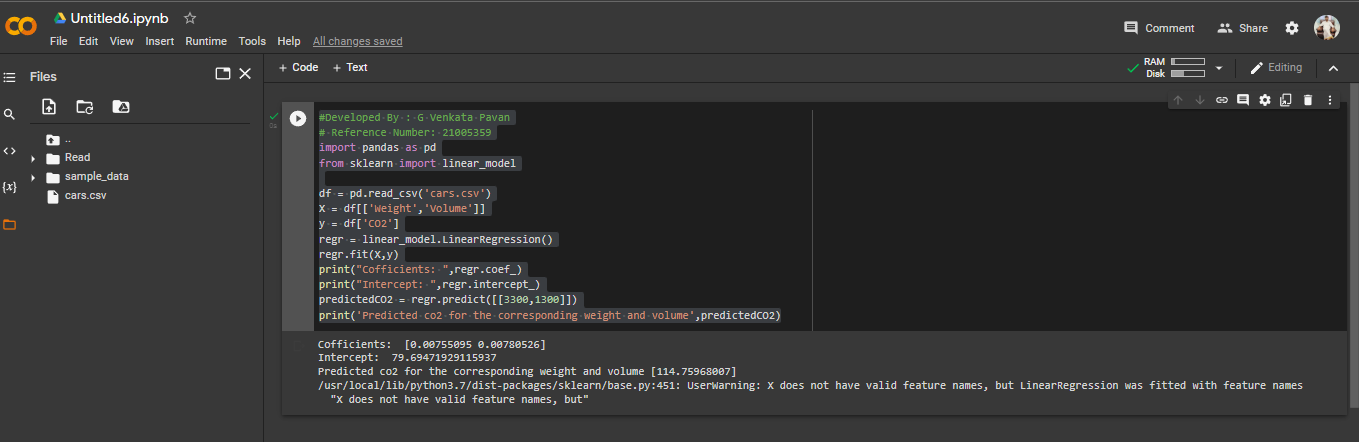 Untitled6.ipynb
File Edit View Insert Runtime Tools Help All changes saved
Comment Share
Files
+ Code + Text
RAM
Disk
Editing
..
Read
sample_data
cars.csv
{x}
#Developed By : G Venkata Pavan
# Reference Number: 21005359
import pandas as pd
from sklearn import linear_model
df = pd.read_csv('cars.csv')
X = df[['Weight','Volume']]
y = df['CO2']
regr = linear_model.LinearRegression()
regr.fit(X,y)
print("Cofficients: ",regr.coef_)
print("Intercept: ",regr.intercept_)
predictedCO2 = regr.predict([[3300,1300]])
print('Predicted co2 for the corresponding weight and volume',predictedCO2)
Cofficients:  [0.00755095 0.00780526]
Intercept:  79.69471929115937
Predicted co2 for the corresponding weight and volume [114.75968007]
/usr/local/lib/python3.7/dist-packages/sklearn/base.py:451: UserWarning: X does not have valid feature names, but LinearRegression was fitted with feature names
"X does not have valid feature names, but"